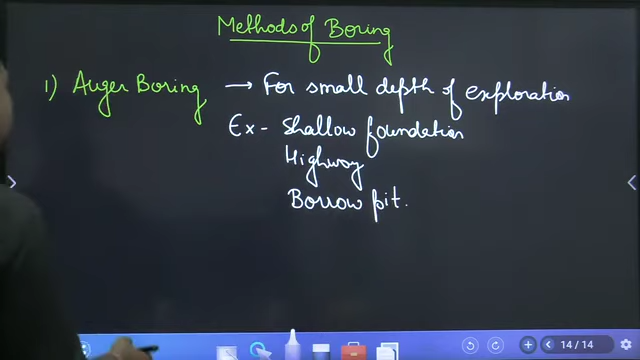 Methods of Boring
1) Auger Boring → For small depth of exploration
Ex - Shallow foundation
Highway
Borrow pit.
14 / 14